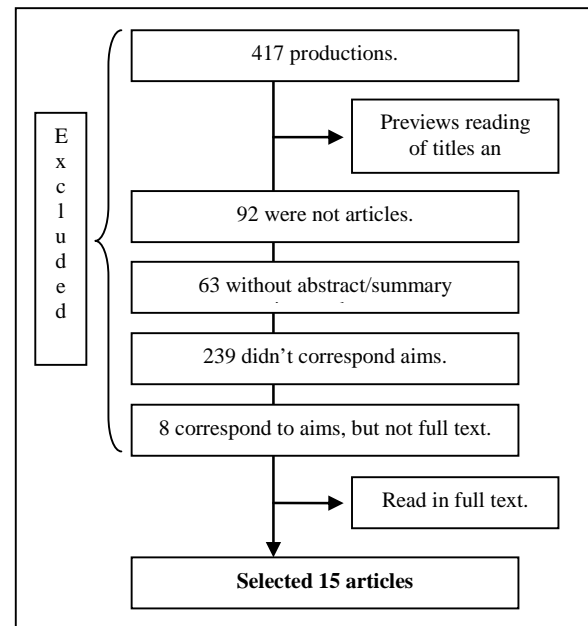 417 productions.
Previews reading
of titles an
Excluded
92 were not articles.
63 without abstract/summary
239 didn't correspond aims.
8 correspond to aims, but not full text.
Read in full text.
Selected 15 articles